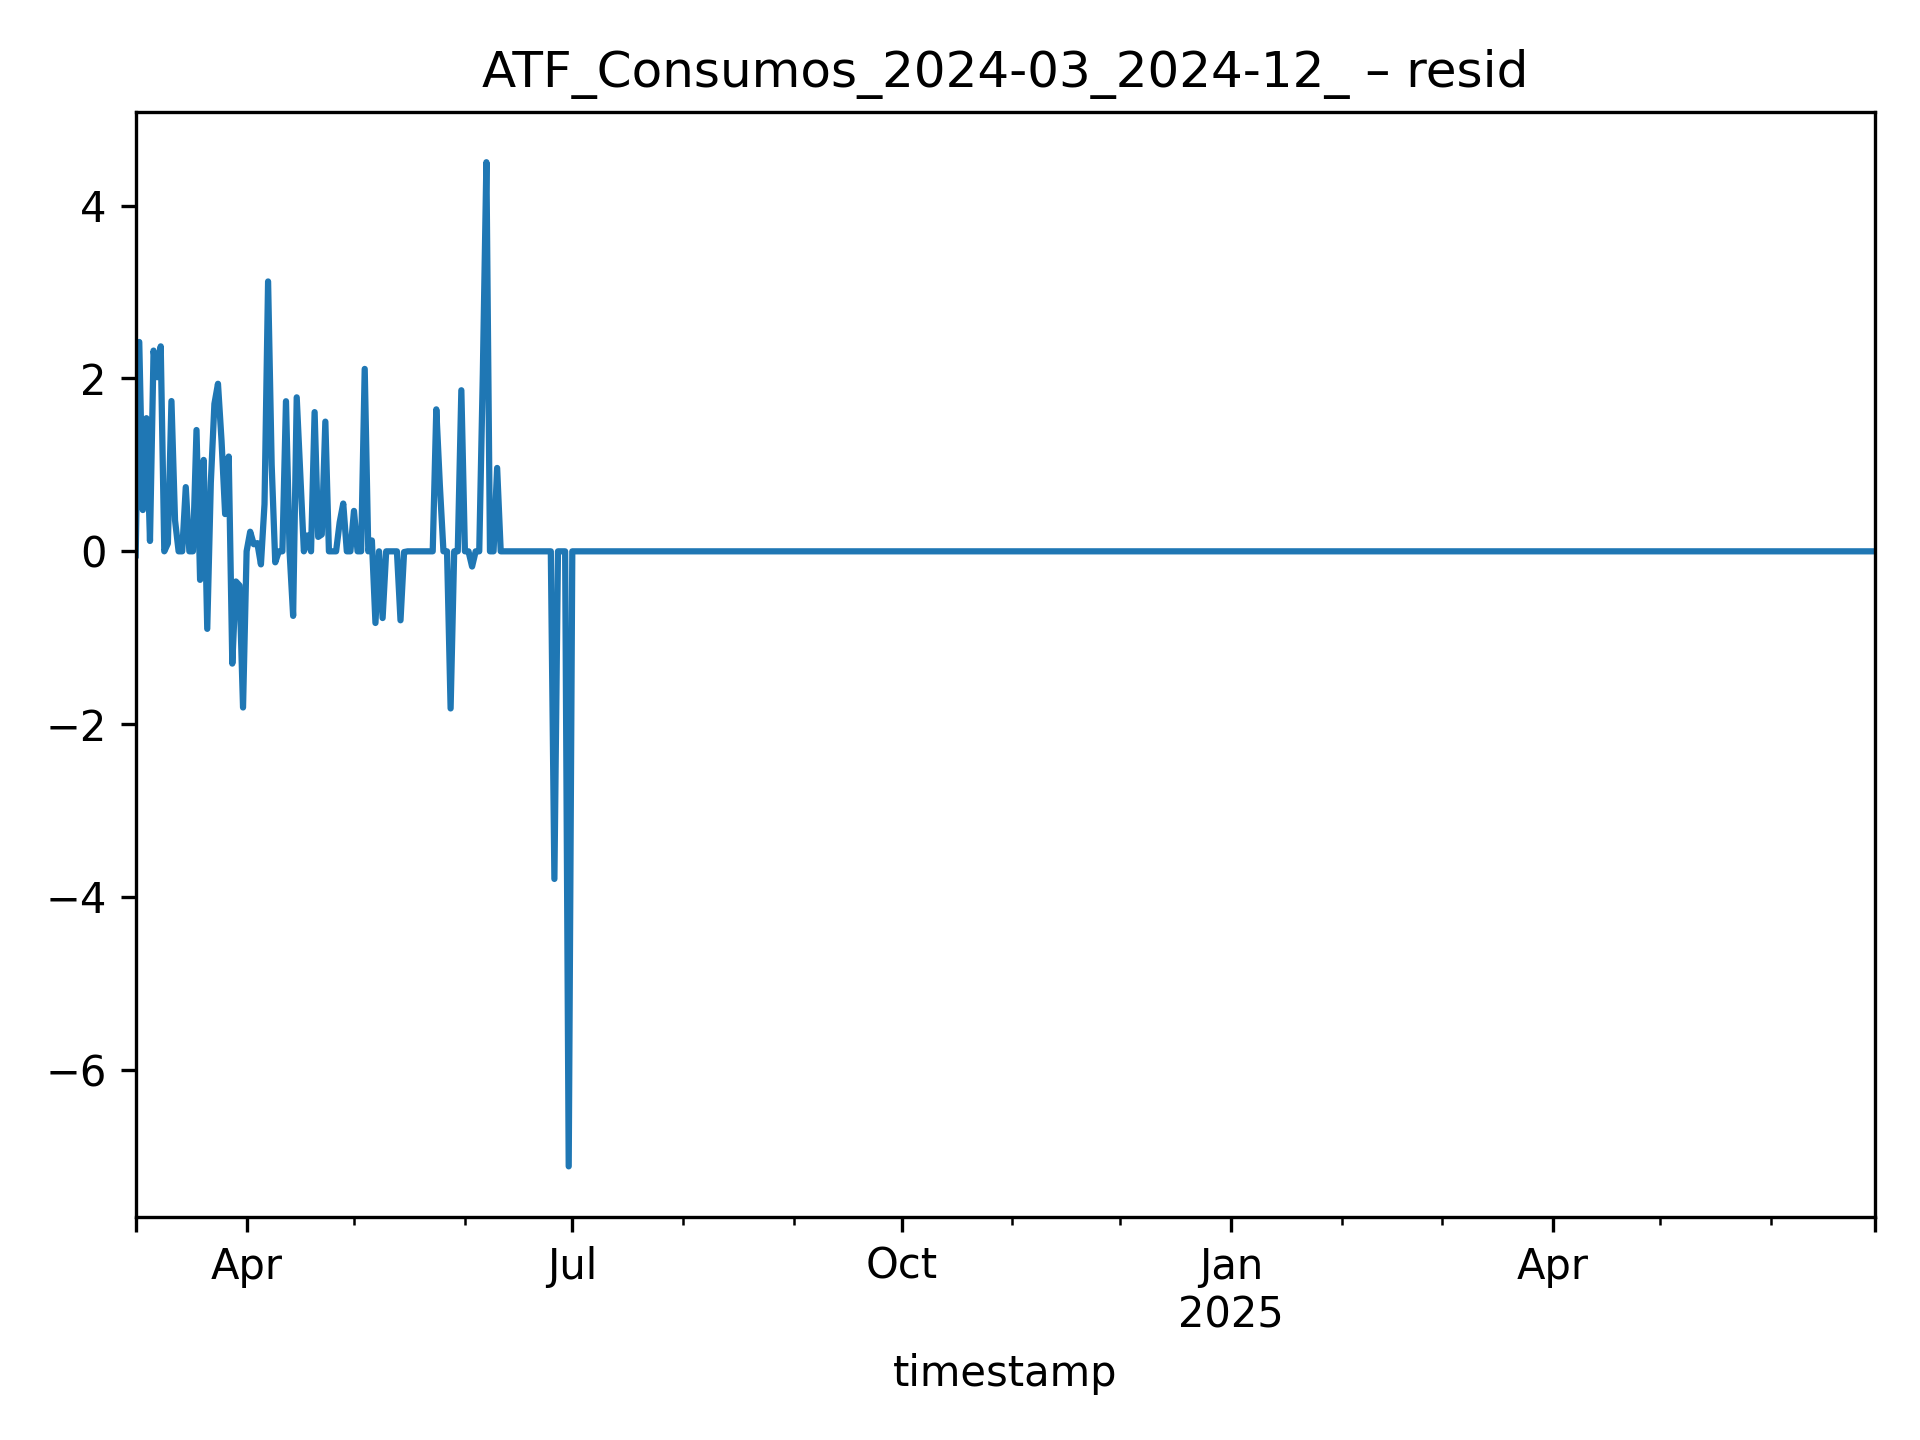 ATF_Consumos_2024-03_2024-12_ – resid
4
2
0
−2
−4
−6
Apr Jul Oct Jan Apr
2025
timestamp